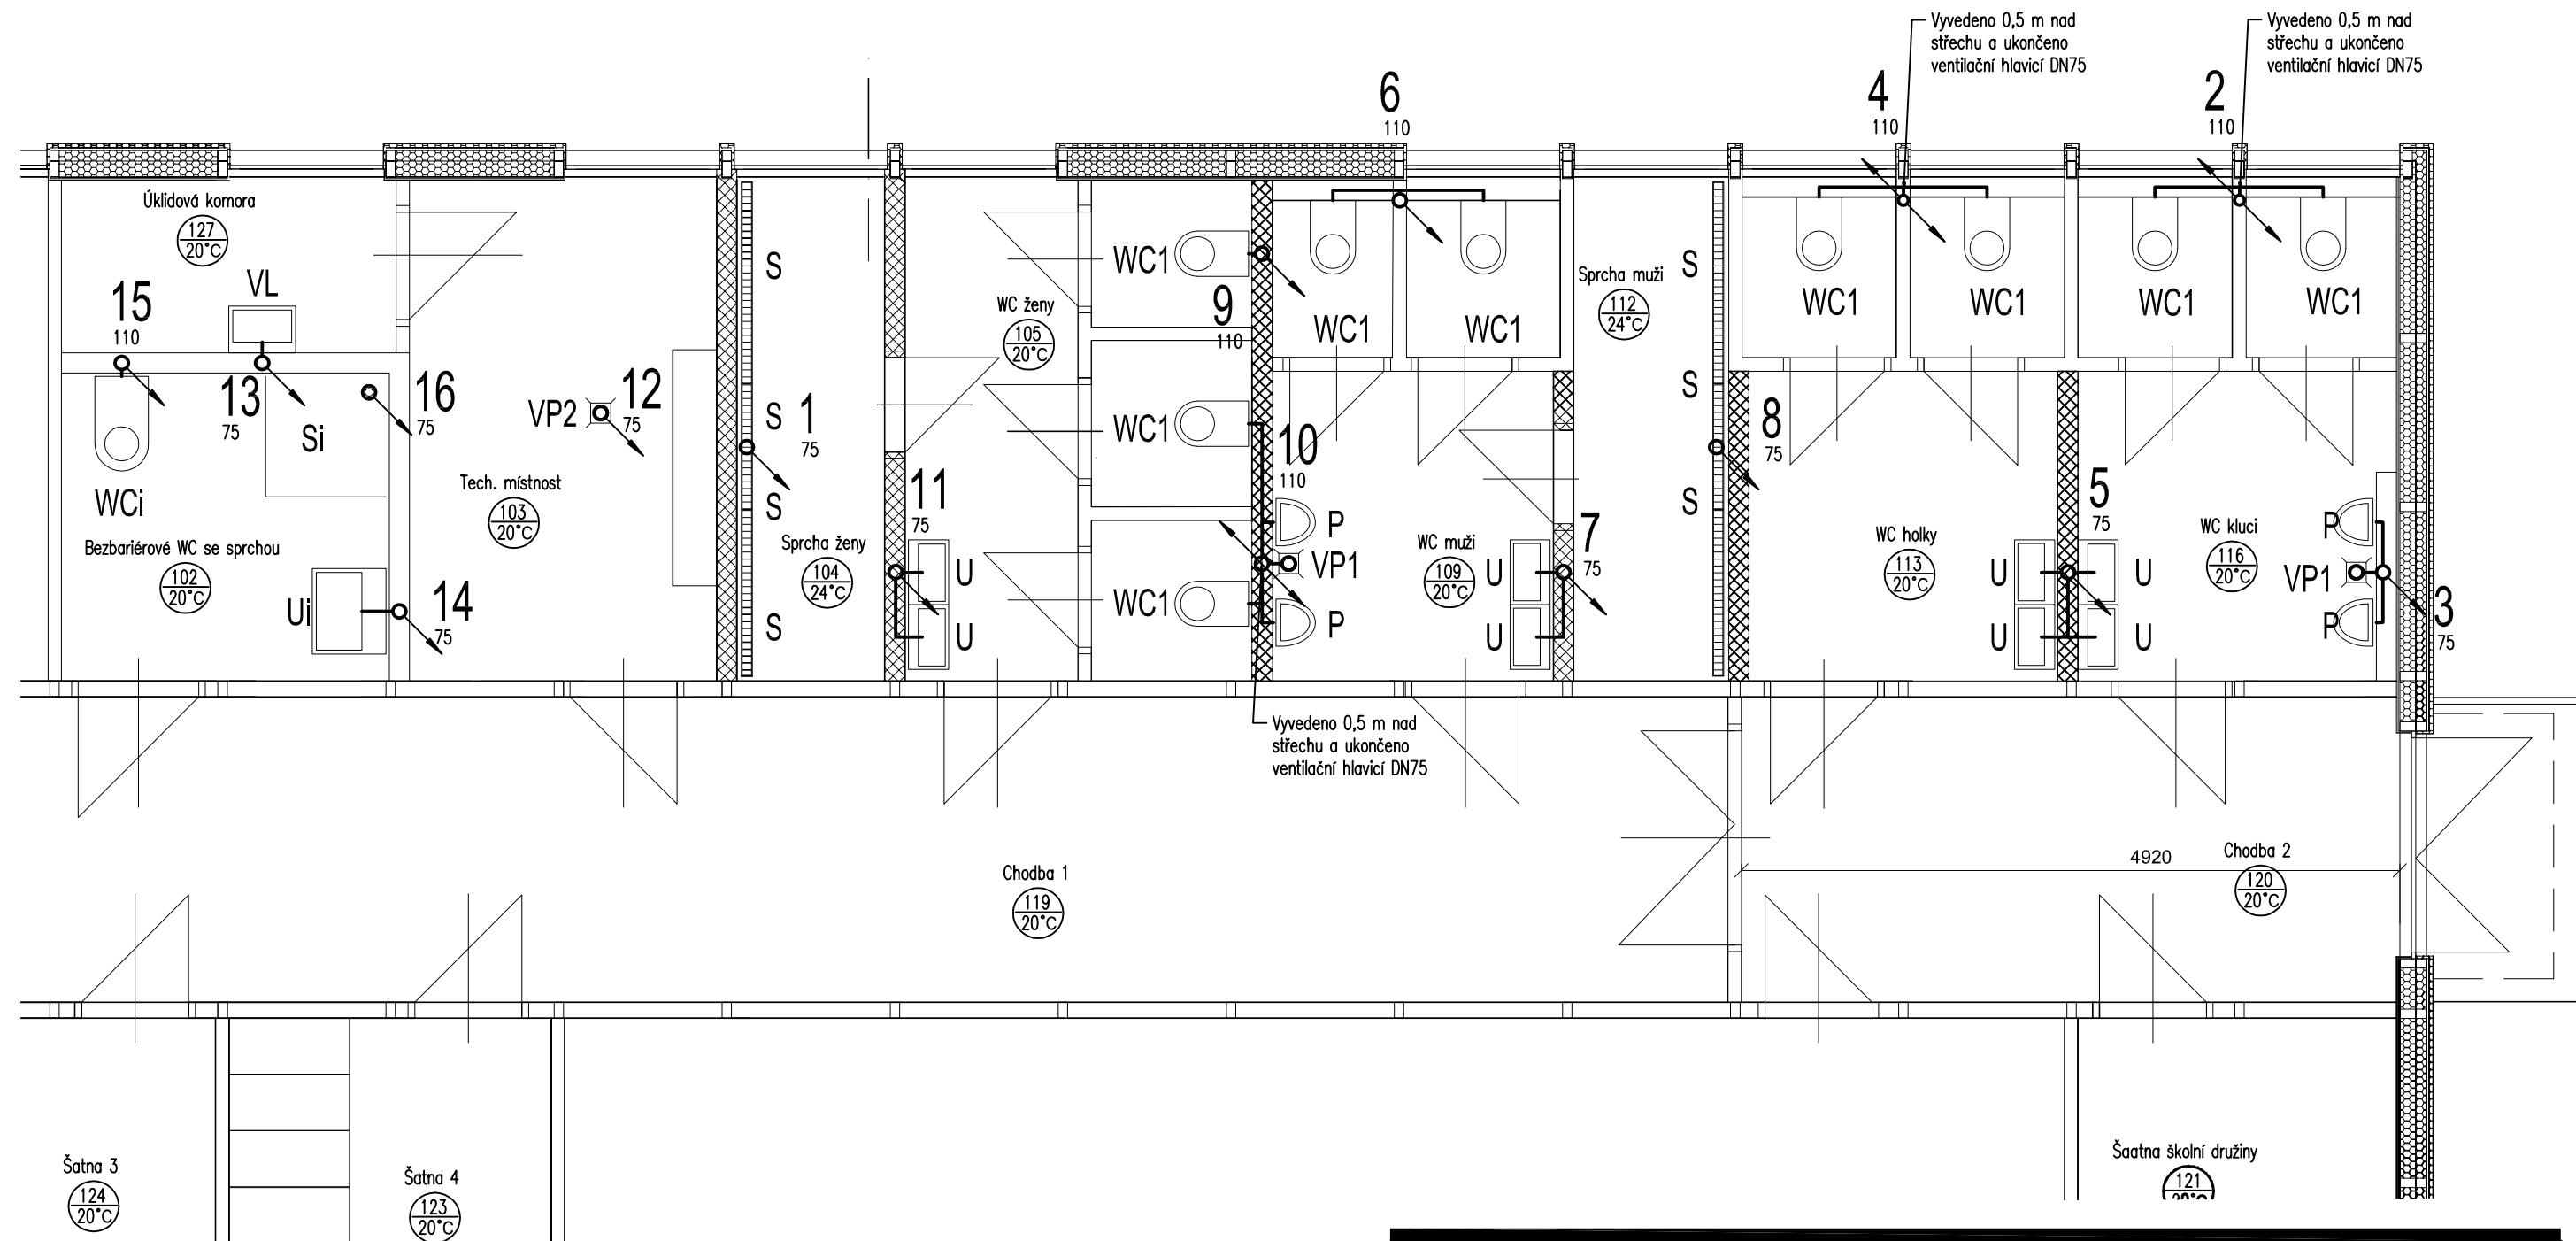 Vyvedeno 0,5 m nad
střechu a ukončeno
ventilační hlavicí DN75
Vyvedeno 0,5 m nad
střechu a ukončeno
ventilační hlavicí DN75
6
110
4
110
2
110
Úklidová komora
127
20°C
VL
15
110
13
75
Si
16
75
WCi
Bezbariérové WC se sprchou
102
20°C
Ui
14
75
VP2
12
75
Tech. místnost
103
20°C
S
S
S
S
1
75
Sprcha ženy
104
24°C
11
75
U
U
WC ženy
105
20°C
WC1
WC1
WC1
9
110
10
110
P
VP1
P
WC1
WC1
WC muži
109
20°C
U
U
7
75
Sprcha muži
112
24°C
S
S
S
8
75
WC1
WC1
WC1
WC1
WC holky
113
20°C
U
U
5
75
U
U
WC kluci
116
20°C
P
VP1
P
3
75
Vyvedeno 0,5 m nad
střechu a ukončeno
ventilační hlavicí DN75
Chodba 1
119
20°C
4920
Chodba 2
120
20°C
Šatna 3
124
20°C
Šatna 4
123
20°C
Šaatna školní družiny
121
20°C